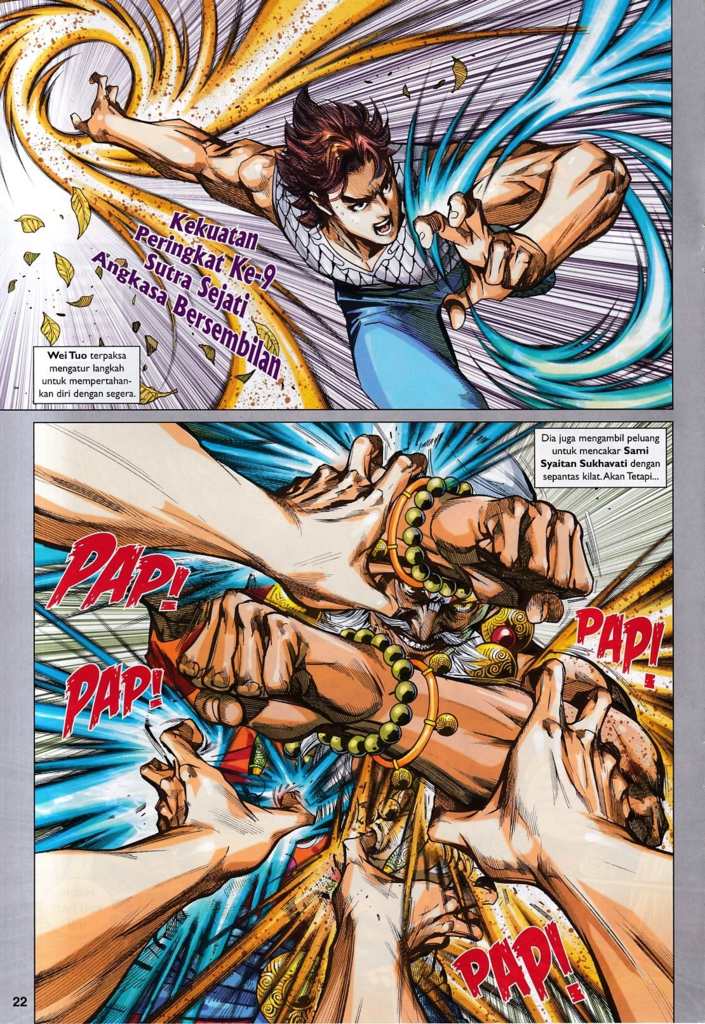 Kekuatan
Peringkat Ke-9
Sutra Sejati
Angkasa Bersembilan
Wei Tuo terpaksa
mengatur langkah
untuk mempertahan-
kan diri dengan segera.
Dia juga mengambil peluang
untuk mencakar Sami
Syaitan Sukhavati dengan
sepantas kilat. Akan Tetapi...
PAP!
PAP!
PAP!
PAP!
22